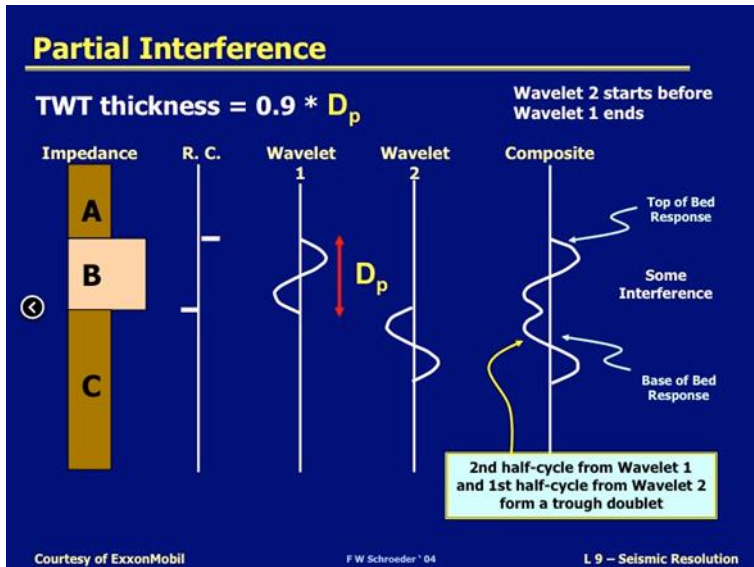 Partial Interference
TWT thickness = 0.9 * Dp
Wavelet 2 starts before
Wavelet 1 ends
Impedance
R. C.
Wavelet
1
Wavelet
2
Composite
A
B
C
Dp
Top of Bed
Response
Some
Interference
Base of Bed
Response
2nd half-cycle from Wavelet 1
and 1st half-cycle from Wavelet 2
form a trough doublet
Courtesy of ExxonMobil
F W Schroeder ' 04
L 9 – Seismic Resolution